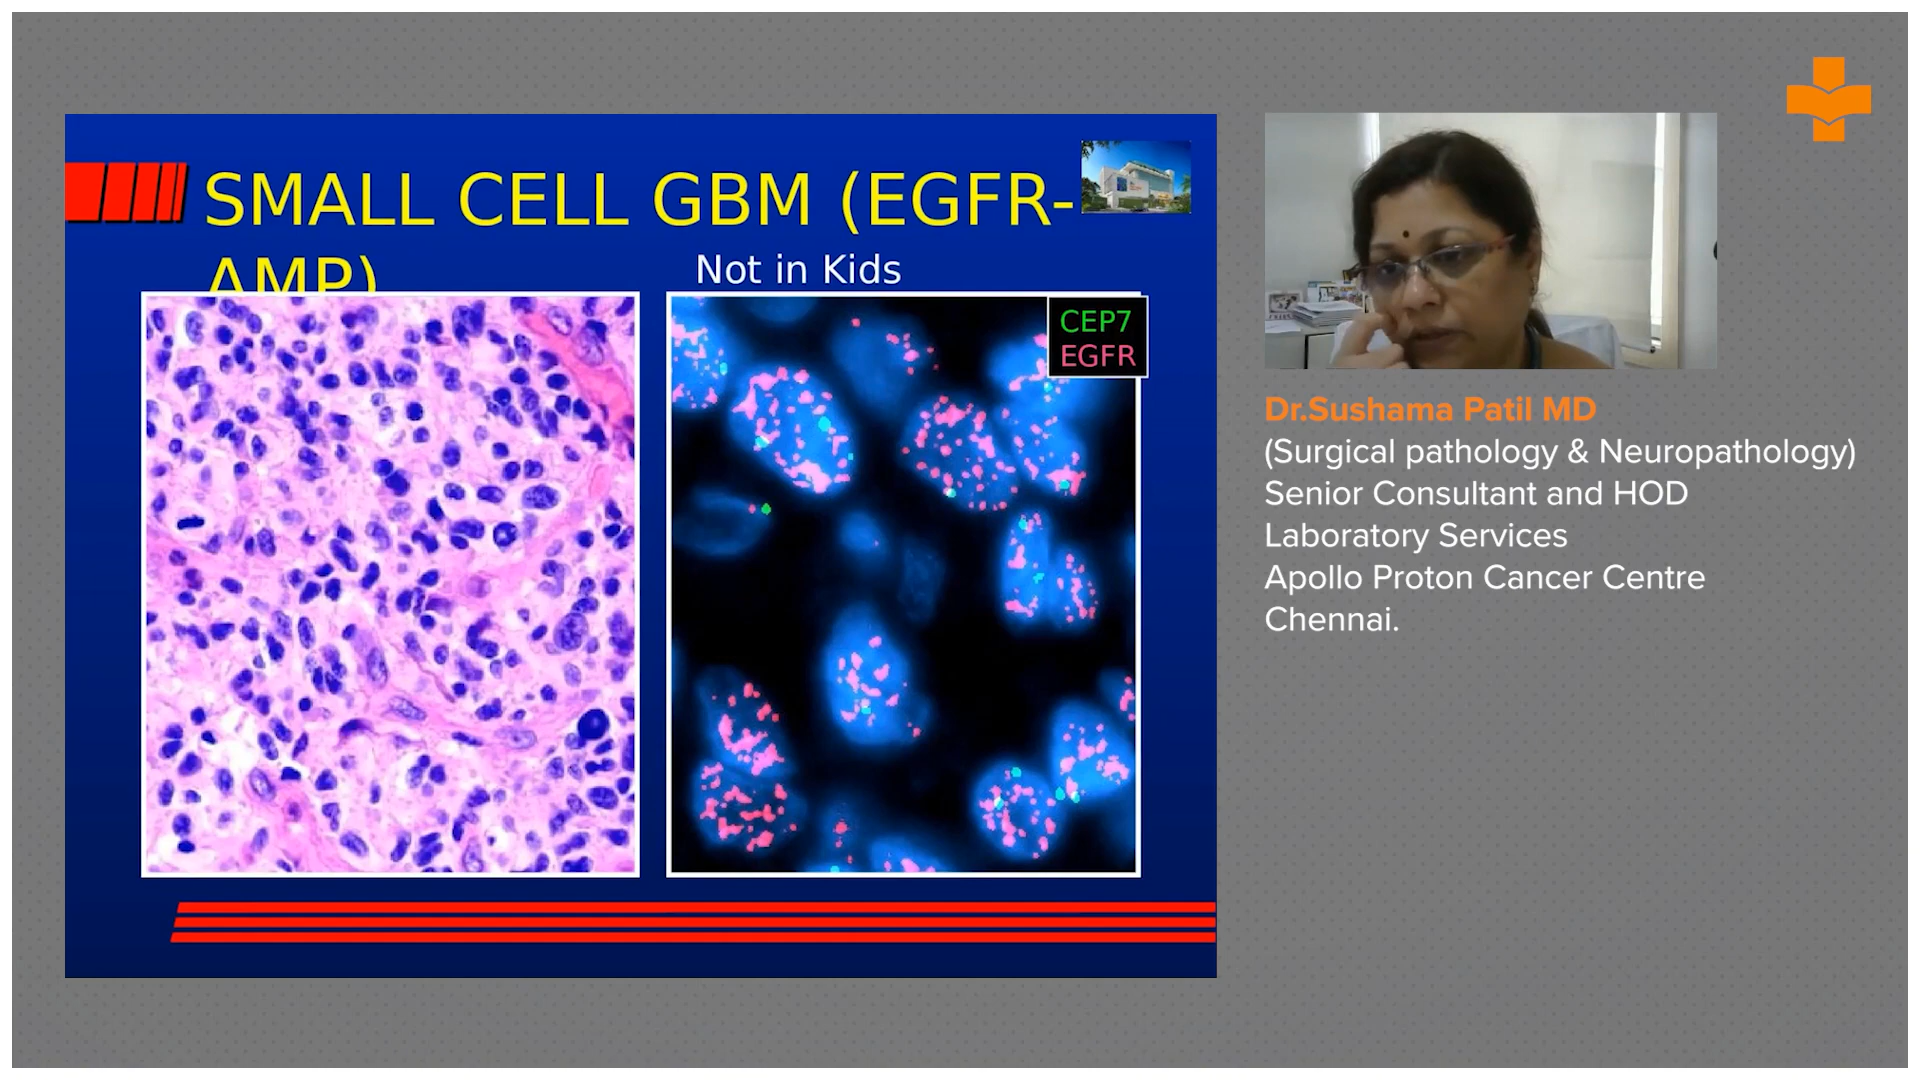 SMALL CELL GBM (EGFR-
AMP)
Not in Kids
CEP7
EGFR
Dr.Sushama Patil MD
(Surgical pathology & Neuropathology)
Senior Consultant and HOD
Laboratory Services
Apollo Proton Cancer Centre
Chennai.